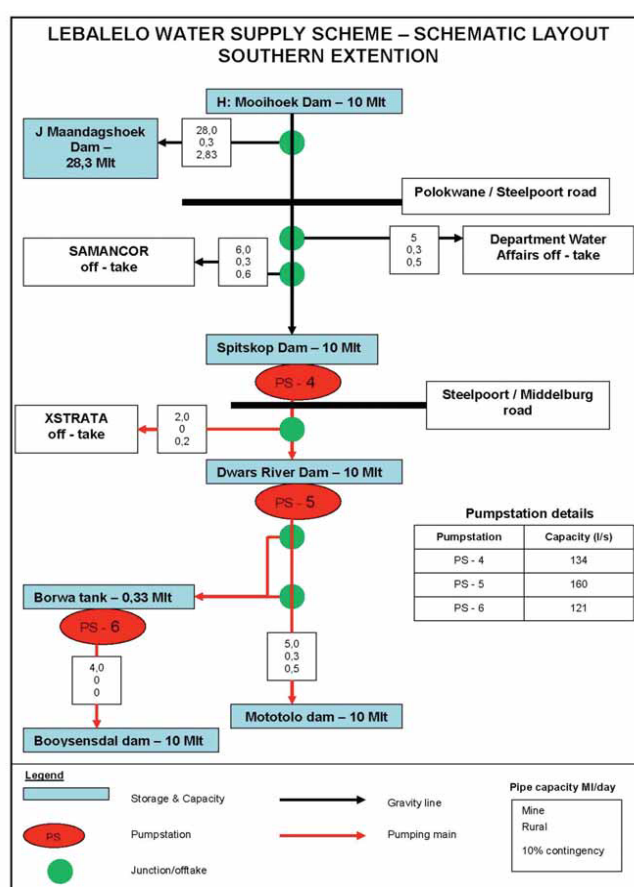 LEBALELO WATER SUPPLY SCHEME – SCHEMATIC LAYOUT
SOUTHERN EXTENTION
H: Mooihoek Dam – 10 Mlt
J Maandagshoek
Dam –
28,3 Mlt
28,0
0,3
2,83
Polokwane / Steelpoort road
SAMANCOR
off - take
6,0
0,3
0,6
5
0,3
0,5
Department Water
Affairs off - take
Spitskop Dam – 10 Mlt
PS - 4
Steelpoort / Middelburg
road
XSTRATA
off - take
2,0
0
0,2
Dwars River Dam – 10 Mlt
PS - 5
Pumpstation details
Pumpstation Capacity (l/s)
PS - 4 134
PS - 5 160
PS - 6 121
Borwa tank – 0,33 Mlt
PS - 6
4,0
0
0
5,0
0,3
0,5
Mototolo dam – 10 Mlt
Booysensdal dam – 10 Mlt
Legend
Storage & Capacity
Gravity line
PS
Pumpstation
Pumping main
Junction/offtake
Pipe capacity Ml/day
Mine
Rural
10% contingency